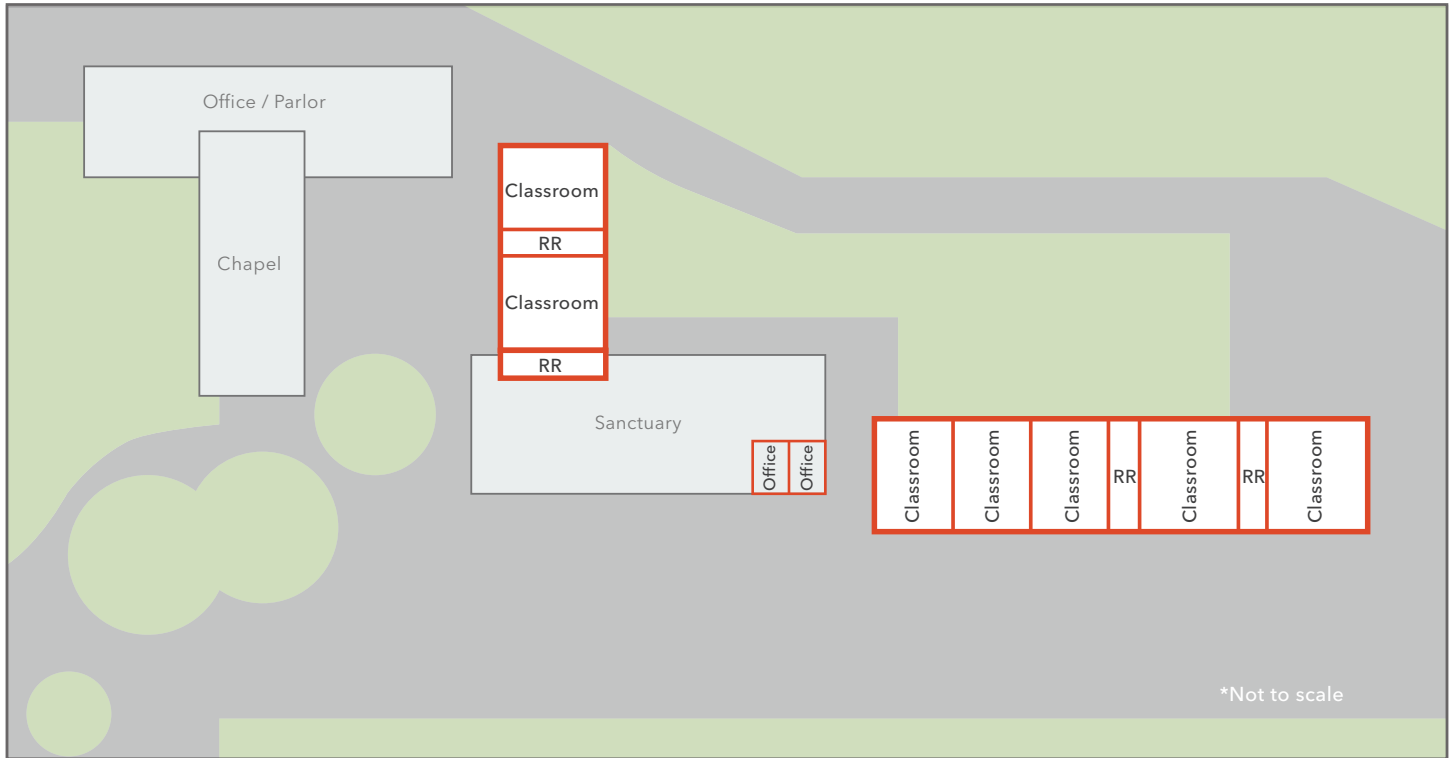 Office / Parlor
Chapel
Classroom
RR
Classroom
RR
Sanctuary
Office
Office
Classroom
Classroom
Classroom
RR
Classroom
RR
Classroom
*Not to scale